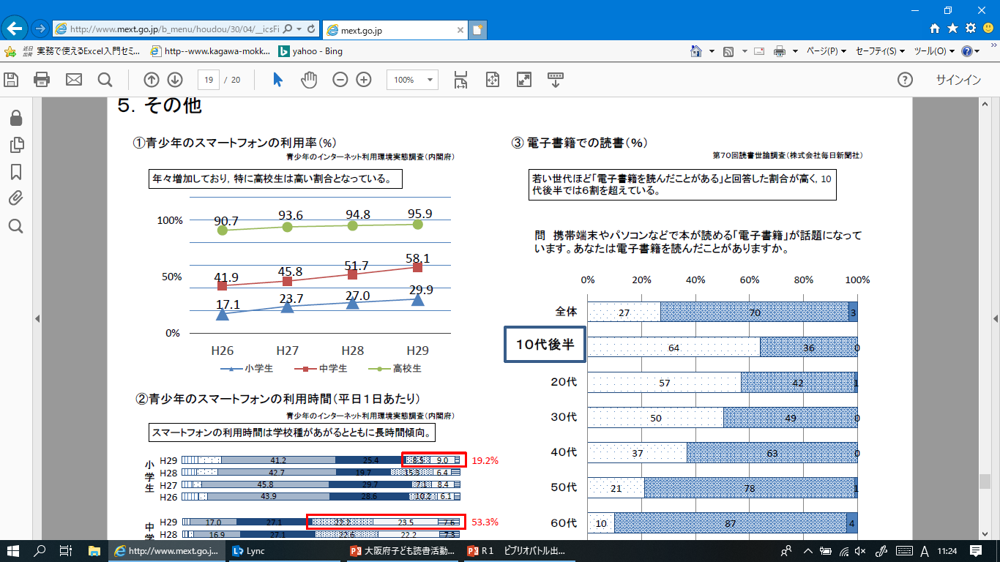 http://www.mext.go.jp/b_menu/houdou/30/04/__icsFi
mext.go.jp
近日出閣 実務で使えるExcel入門セミ...
http--www.kagawa-mokk...
yahoo - Bing
ページ(P)
セーフティ(S)
ツール(O)
19 / 20
100%
サインイン
5．その他
①青少年のスマートフォンの利用率(%)
青少年のインターネット利用環境実態調査(内閣府)
年々増加しており，特に高校生は高い割合となっている。
100%
50%
0%
90.7 93.6 94.8 95.9
41.9 45.8 51.7 58.1
17.1 23.7 27.0 29.9
H26 H27 H28 H29
小学生 中学生 高校生
②青少年のスマートフォンの利用時間(平日１日あたり)
青少年のインターネット利用環境実態調査(内閣府)
スマートフォンの利用時間は学校種があがるとともに長時間傾向。
小学生
H29 41.2 25.4 9.0 19.2%
H28 42.7 19.7 6.4
H27 45.8 29.7 8.4
H26 43.9 28.6 6.1
中学
H29 17.0 27.1 23.5 7.6 53.3%
H28 16.9 27.1 22.2 7.3
③ 電子書籍での読書(％)
第７０回読書世論調査(株式会社毎日新聞社)
若い世代ほど「電子書籍を読んだことがある」と回答した割合が高く，10
代後半では６割を超えている。
問　携帯端末やパソコンなどで本が読める「電子書籍」が話題になって
います。あなたは電子書籍を読んだことがありますか。
0% 20% 40% 60% 80% 100%
全体 27 70 3
１０代後半 64 36 0
２０代 57 42 1
３０代 50 49 0
４０代 37 63 0
５０代 21 78 1
６０代 10 87 4
http://www.mext.go.j...
Lync
大阪府子ども読書活動...
R１　ビブリオバトル出...
A
11:24